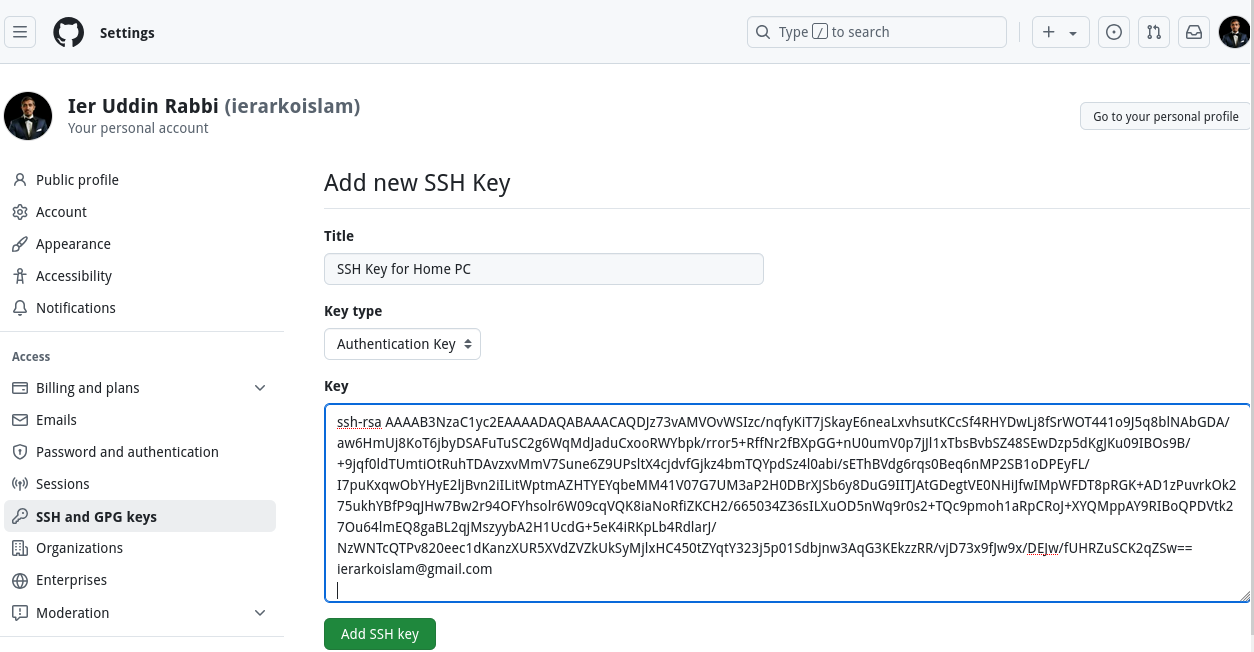 Settings
Type / to search
Ier Uddin Rabbi (ierarkoislam)
Your personal account
Go to your personal profile
Public profile
Account
Appearance
Accessibility
Notifications
Access
Billing and plans
Emails
Password and authentication
Sessions
SSH and GPG keys
Organizations
Enterprises
Moderation
Add new SSH Key
Title
SSH Key for Home PC
Key type
Authentication Key
Key
ssh-rsa AAAAB3NzaC1yc2EAAAADAQABAAACAQDJz73vAMVOvWSIzc/nqfyKiT7jSkayE6neaLxvhsutKCcSf4RHYDwLj8fSrWOT441o9J5q8blNAbGDA/
aw6HmUj8KoT6jbyDSAFuTuSC2g6WqMdJaduCxooRWYbpk/rror5+RffNr2fBXpGG+nU0umV0p7jJl1xTbsBvbSZ48SEwDzp5dKgJKu09IBOs9B/
+9jqf0ldTUmtiOtRuhTDAvzxvMmV7Sune6Z9UPsltX4cjdvfGjkz4bmTQYpdSz4l0abi/sEThBVdg6rqs0Beq6nMP2SB1oDPEyFL/
I7puKxqwObYHyE2ljBvn2iILitWptmAZHTYEYqbeMM41V07G7UM3aP2H0DBrXJSb6y8DuG9IITJAtGDegtVE0NHiJfwIMpWFDT8pRGK+AD1zPuvrkOk2
75ukhYBfP9qJHw7Bw2r94OFYhsolr6W09cqVQK8iaNoRfiZKCH2/665034Z36sILXuOD5nWq9r0s2+TQc9pmoh1aRpCRoJ+XYQMppAY9RIBoQPDVtk2
7Ou64lmEQ8gaBL2qjMszyybA2H1UcdG+5eK4iRKpLb4RdlarJ/
NzWNTcQTPv820eec1dKanzXUR5XVdZVZkUkSyMjlxHC450tZYqtY323j5p01Sdbjnw3AqG3KEkzzRR/vjD73x9fJw9x/DEJw/fUHRZuSCK2qZSw==
ierarkoislam@gmail.com
Add SSH key